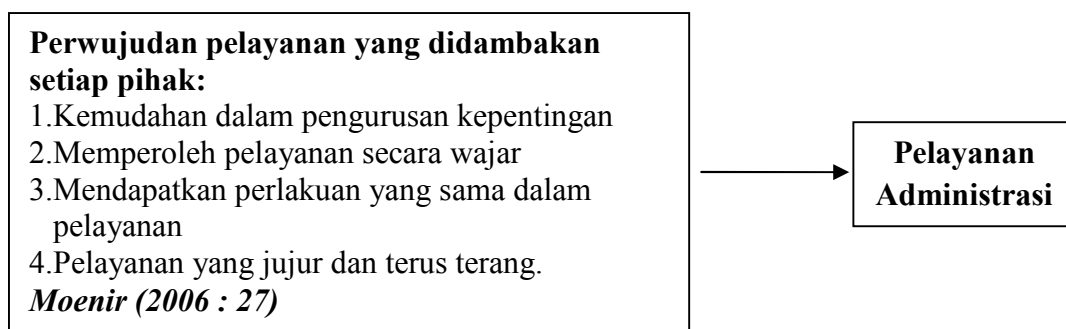 Perwujudan pelayanan yang didambakan
setiap pihak:
1.Kemudahan dalam pengurusan kepentingan
2.Memperoleh pelayanan secara wajar
3.Mendapatkan perlakuan yang sama dalam
pelayanan
4.Pelayanan yang jujur dan terus terang.
Moenir (2006 : 27)
Pelayanan
Administrasi